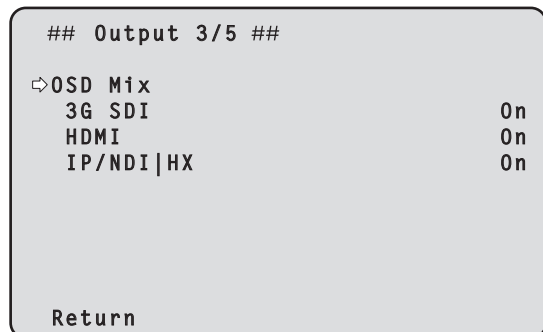 ## Output 3/5 ##
⇨OSD Mix
3G SDI On
HDMI On
IP/NDI|HX On
Return